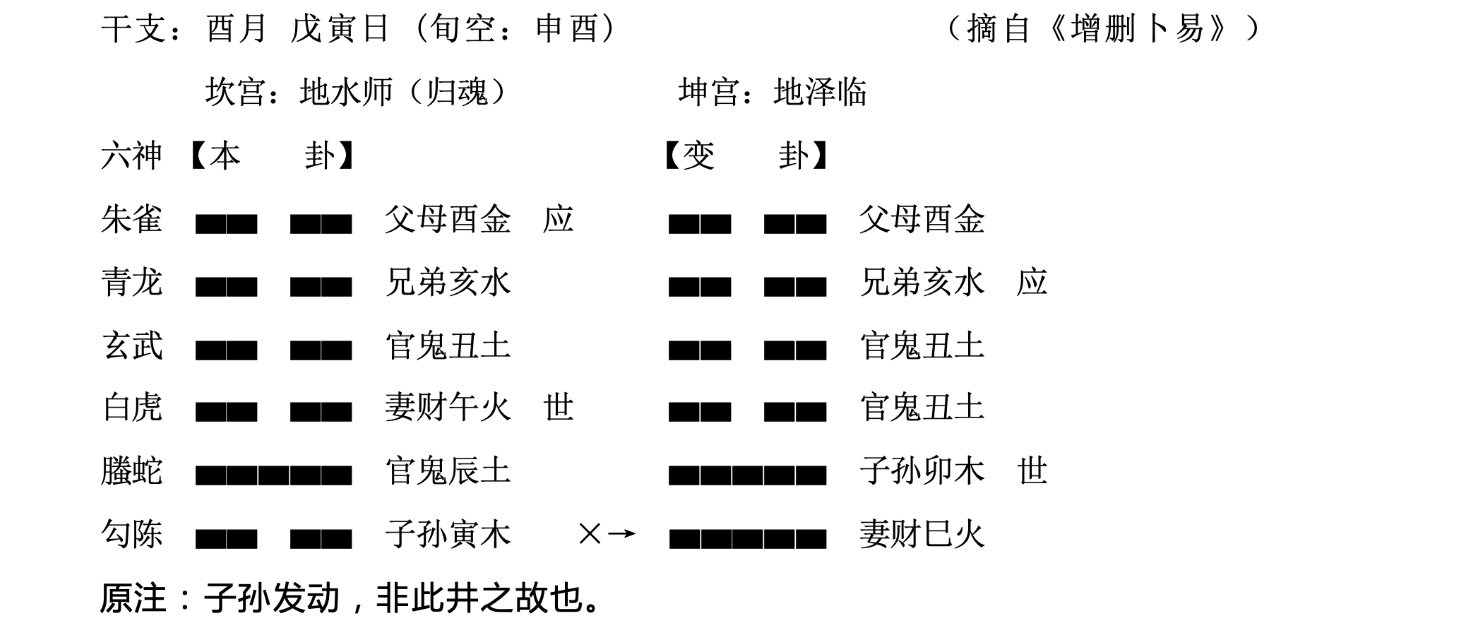 干支：酉月 戊寅日（旬空：申酉） （摘自《增删卜易》）
坎宫：地水师（归魂） 坤宫：地泽临
六神 【本 卦】 【变 卦】
朱雀 父母酉金 应 父母酉金
青龙 兄弟亥水 兄弟亥水 应
玄武 官鬼丑土 官鬼丑土
白虎 妻财午火 世 官鬼丑土
螣蛇 官鬼辰土 子孙卯木 世
勾陈 子孙寅木 ×→ 妻财巳火
原注：子孙发动，非此井之故也。